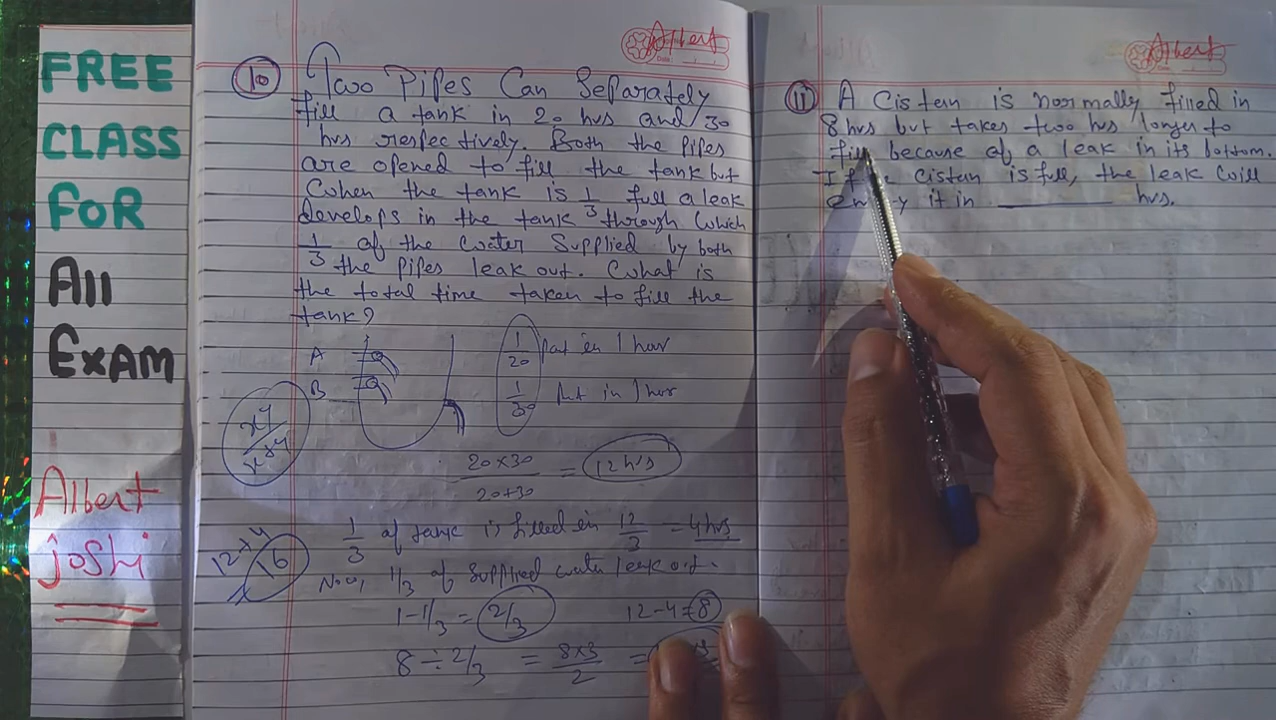 FREE
CLASS
FOR
All
ExAM
Albert
joshi
Albert
10 Two Pipes Can Separately
fill a tank in 20 hrs and 30
hrs respectively. Both the pipes
are opened to fill the tank but
when the tank is 1/3 full a leak
develops in the tank through which
1/3 of the water supplied by both
the pipes leak out. What is
the total time taken to fill the
tank?
A
B
1/20 part in 1 hour
1/30 Part in 1 hour
xy/x+y
20×30/20+30 = 12 hrs
1/3 of tank is filled in 12/3 = 4 hrs
12+4
16
Now, 1/3 of supplied water leak out.
1-1/3 = 2/3 12-4=8
8 ÷ 2/3 = 8×3/2 =
Albert
11 A Cistern is normally filled in
8 hrs but takes two hrs longer to
fill because of a leak in its bottom.
If cistern is full, the leak will
it in ________ hrs.